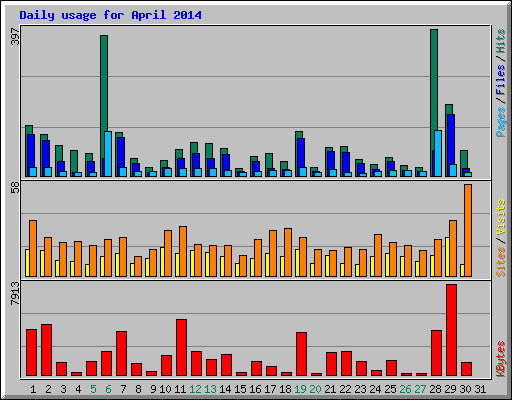 Daily usage for April 2014
397
Pages / Files / Hits
58
Sites / Visits
7913
KBytes
1 2 3 4 5 6 7 8 9 10 11 12 13 14 15 16 17 18 19 20 21 22 23 24 25 26 27 28 29 30 31